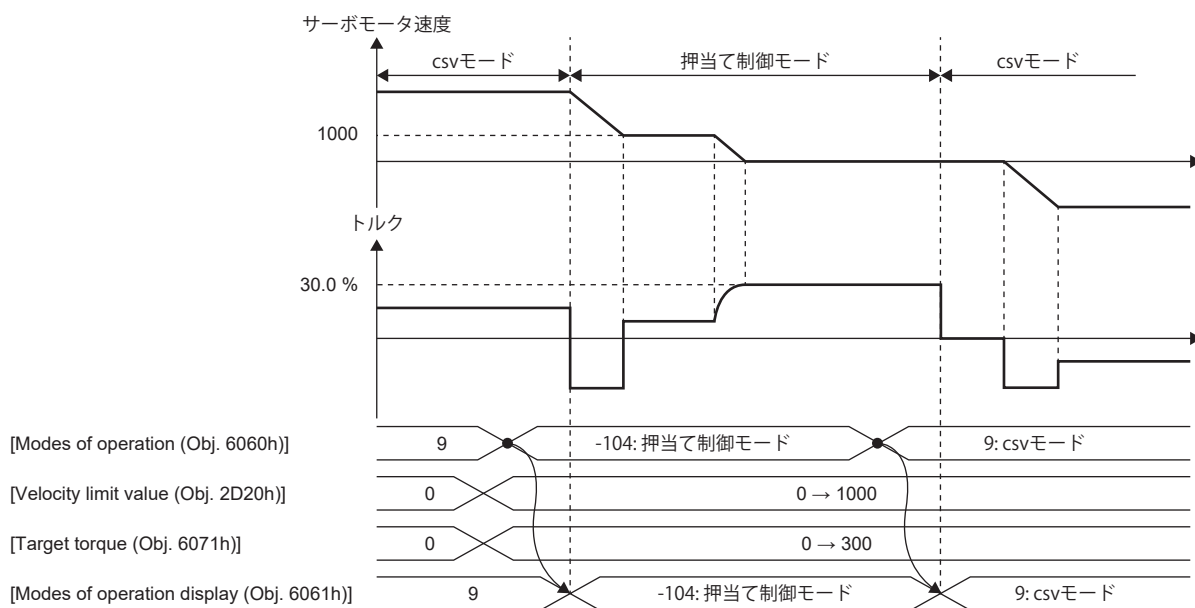 サーボモータ速度
csvモード
押当て制御モード
csvモード
1000
トルク
30.0 %
[Modes of operation (Obj. 6060h)]
9
-104: 押当て制御モード
9: csvモード
[Velocity limit value (Obj. 2D20h)]
0
0 → 1000
[Target torque (Obj. 6071h)]
0
0 → 300
[Modes of operation display (Obj. 6061h)]
9
-104: 押当て制御モード
9: csvモード